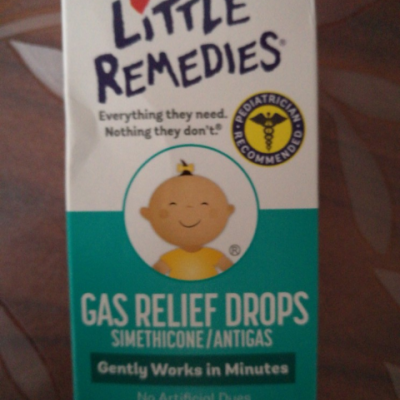 LITTLE
REMEDIES®
Everything they need.
Nothing they don't.®
PEDIATRICIAN
RECOMMENDED
®
GAS RELIEF DROPS
SIMETHICONE/ANTIGAS
Gently Works in Minutes
No Artificial Dyes